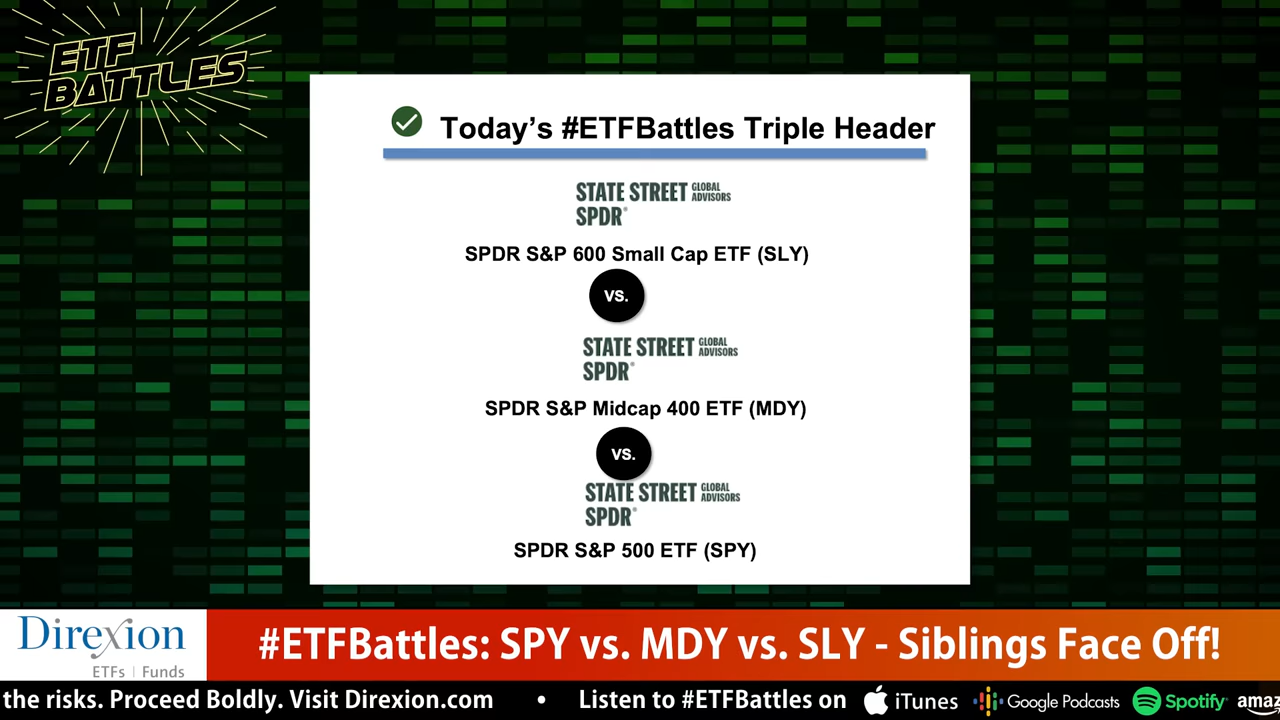 ETF
BATTLES
Today's #ETFBattles Triple Header
STATE STREET GLOBAL ADVISORS
SPDR®
SPDR S&P 600 Small Cap ETF (SLY)
VS.
STATE STREET GLOBAL ADVISORS
SPDR®
SPDR S&P Midcap 400 ETF (MDY)
VS.
STATE STREET GLOBAL ADVISORS
SPDR®
SPDR S&P 500 ETF (SPY)
Direxion
ETFs | Funds
#ETFBattles: SPY vs. MDY vs. SLY - Siblings Face Off!
the risks. Proceed Boldly. Visit Direxion.com • Listen to #ETFBattles on iTunes Google Podcasts Spotify amaz